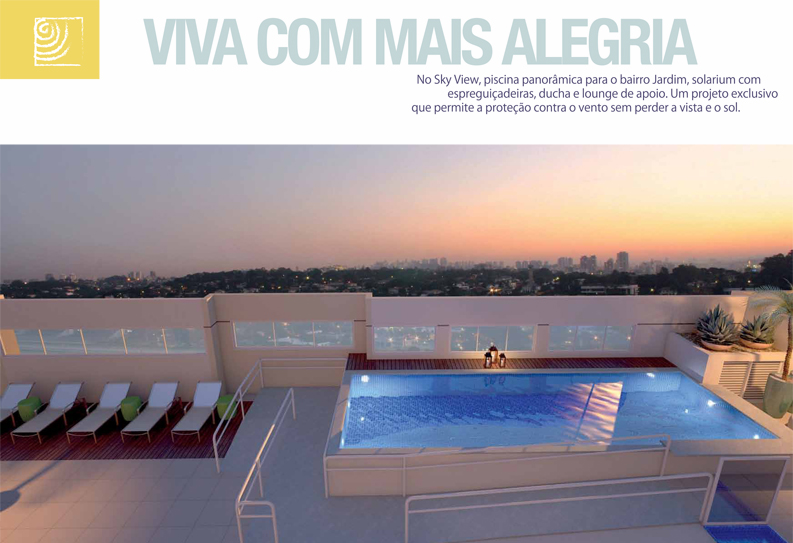 VIVA COM MAIS ALEGRIA
No Sky View, piscina panorâmica para o bairro Jardim, solarium com
espreguiçadeiras, ducha e lounge de apoio. Um projeto exclusivo
que permite a proteção contra o vento sem perder a vista e o sol.